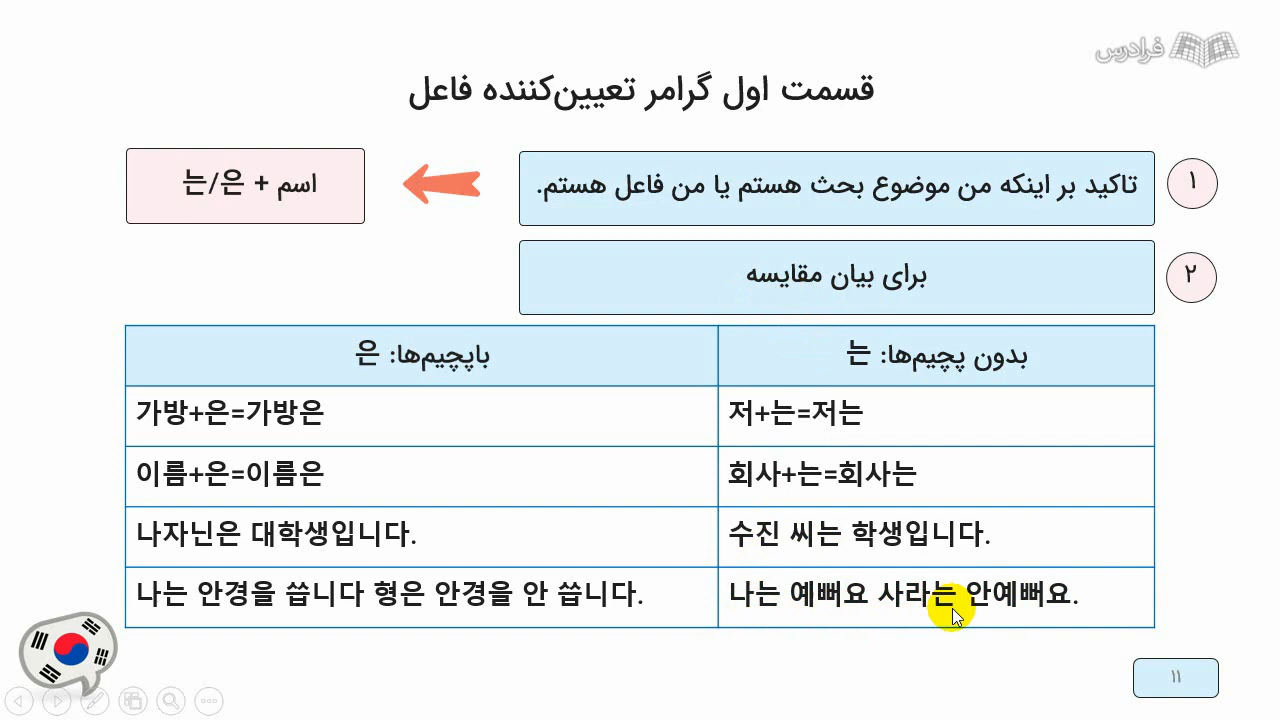 فرادرس
قسمت اول گرامر تعیین‌کننده فاعل
۱
تاکید بر اینکه من موضوع بحث هستم یا من فاعل هستم.
اسم + 은/는
۲
برای بیان مقایسه
بدون پچیم‌ها: 는
باپچیم‌ها: 은
저+는=저는
가방+은=가방은
회사+는=회사는
이름+은=이름은
수진 씨는 학생입니다.
나자닌은 대학생입니다.
나는 예뻐요 사라는 안예뻐요.
나는 안경을 씁니다 형은 안경을 안 씁니다.
۱۱